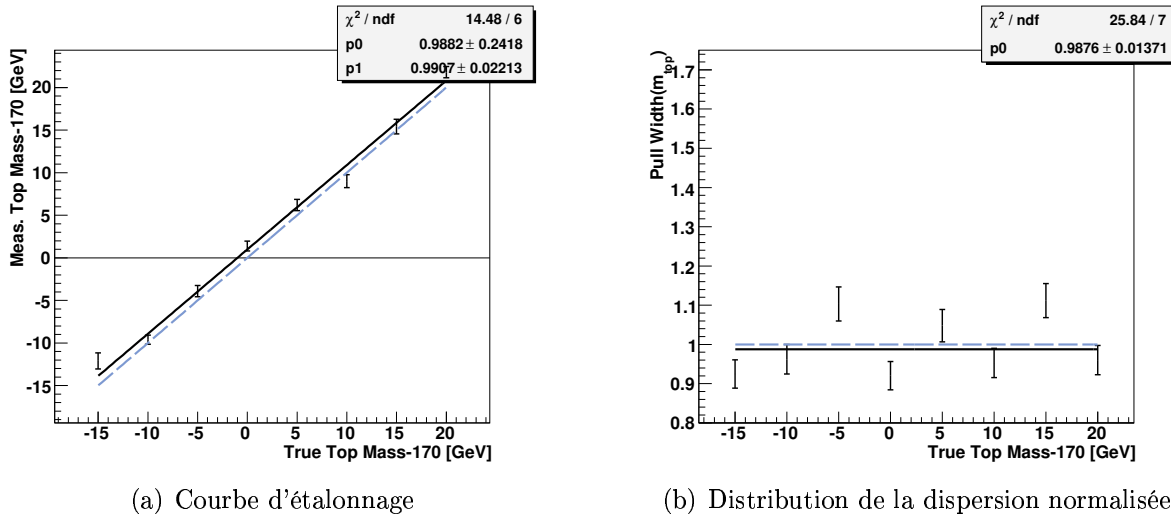 χ² / ndf 14.48 / 6
p0 0.9882 ± 0.2418
p1 0.9907 ± 0.02213
Meas. Top Mass-170 [GeV]
20
10
0
-5
-10
-15
-15 -10 -5 0 5 10 15 20
True Top Mass-170 [GeV]
(a) Courbe d'étalonnage
χ² / ndf 25.84 / 7
p0 0.9876 ± 0.01371
Pull Width(m_top)
1.7
1.6
1.5
1.4
1.3
1.2
1.1
1
0.9
0.8
-15 -10 -5 0 5 10 15 20
True Top Mass-170 [GeV]
(b) Distribution de la dispersion normalisée